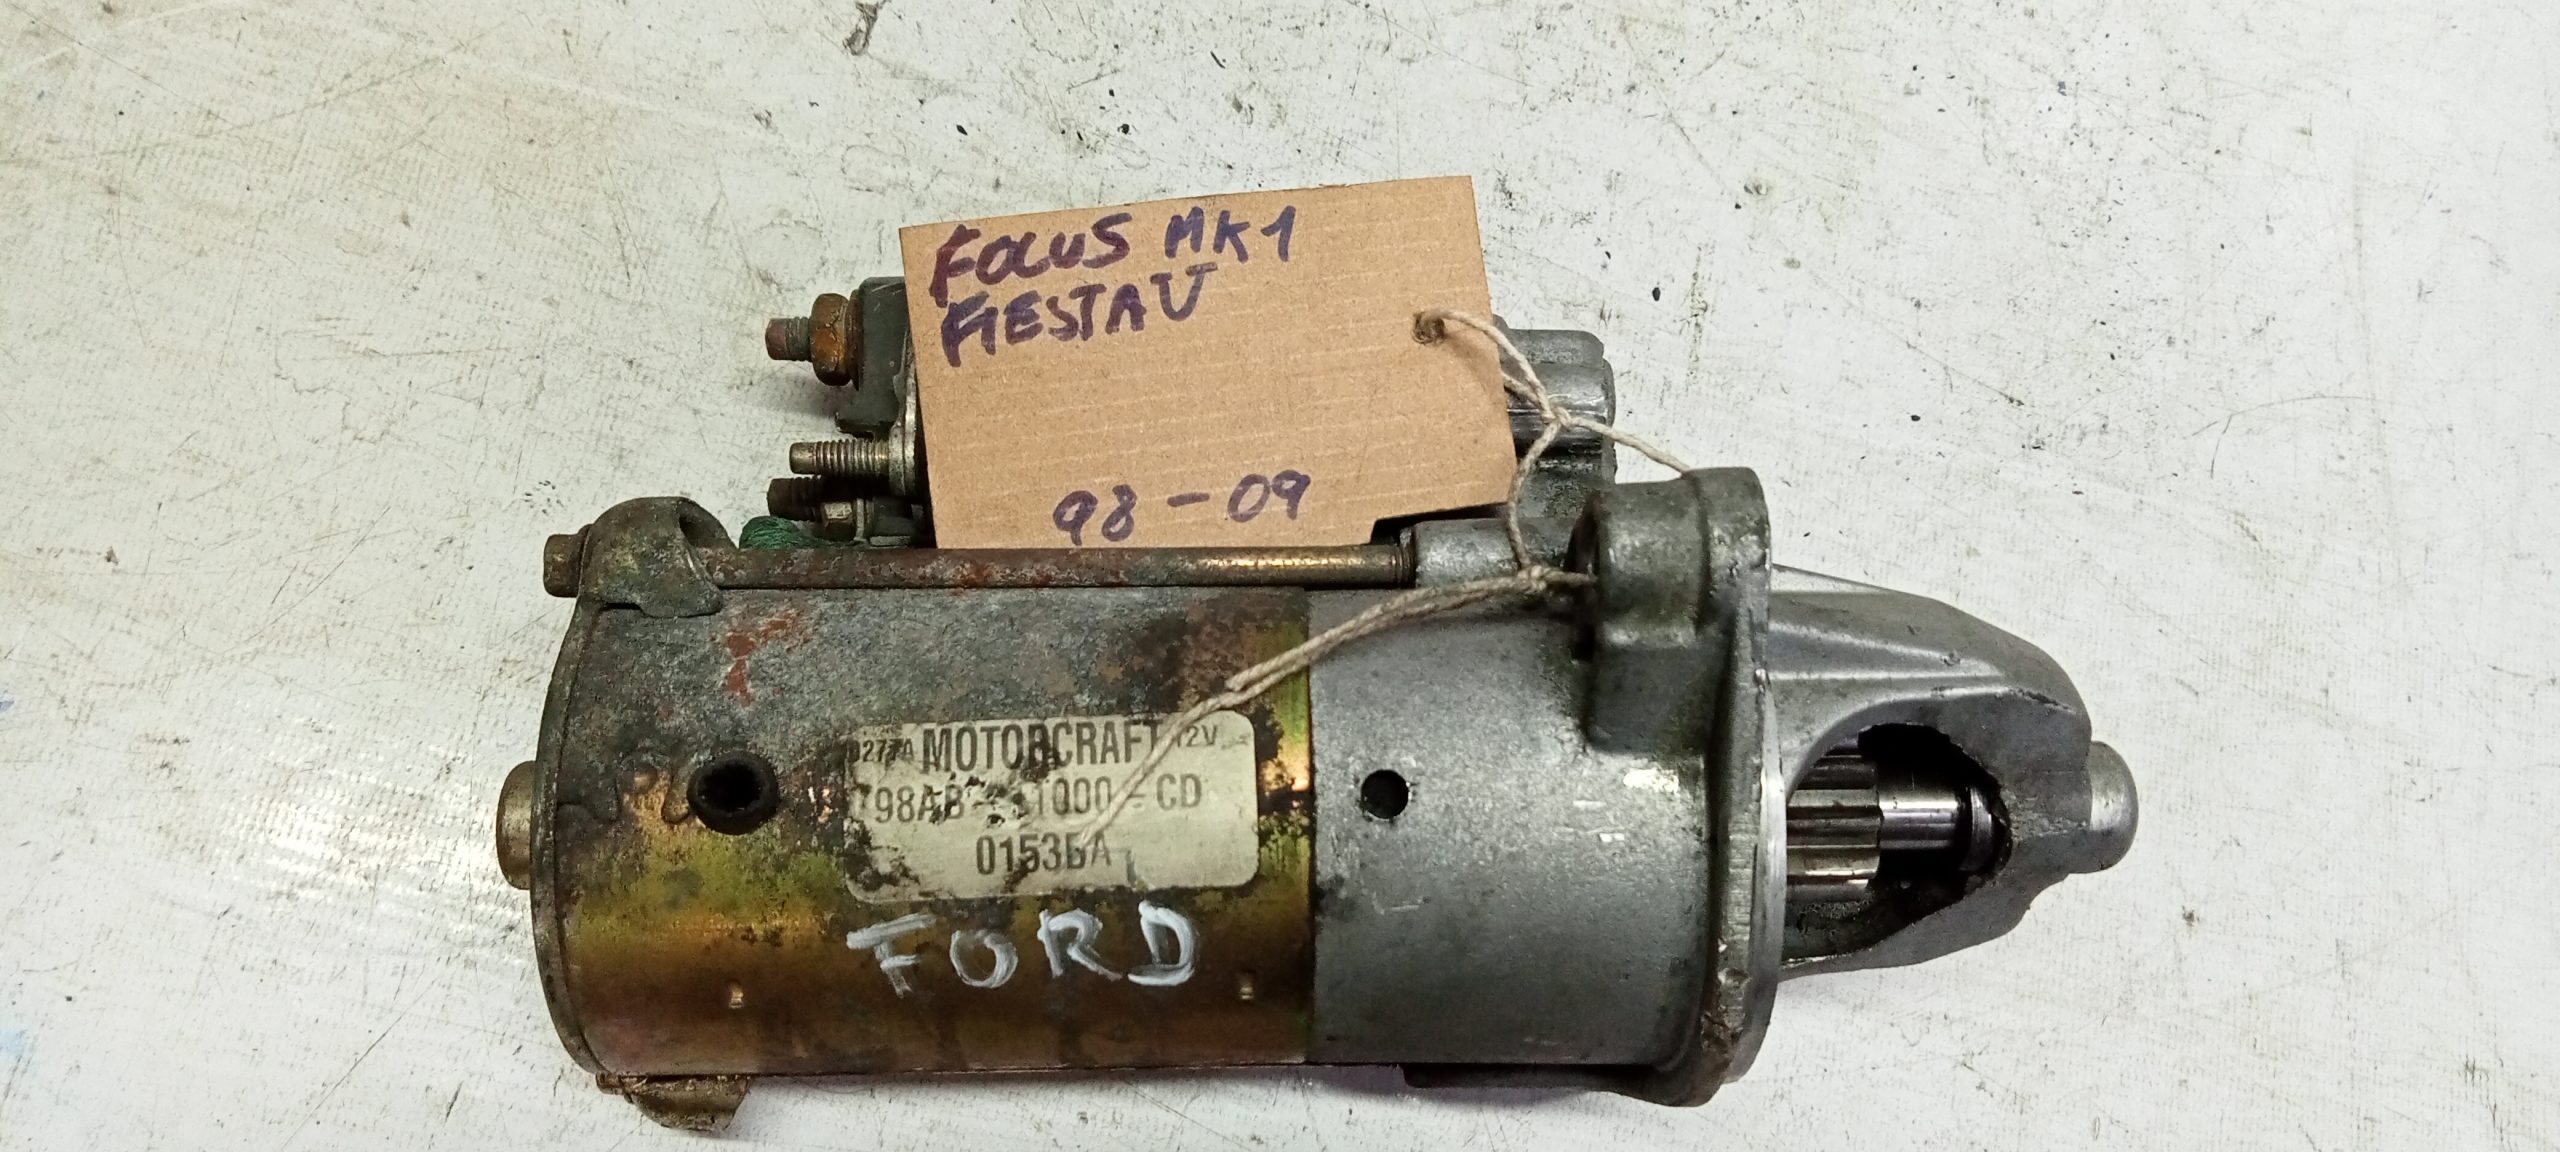 FOCUS MK1
FIESTA V
98-09
MOTORCRAFT 12V
0153BA
FORD